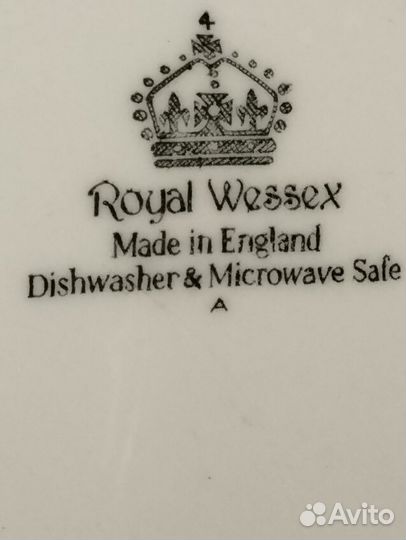 4
Royal Wessex
Made in England
Dishwasher & Microwave Safe
A
Avito